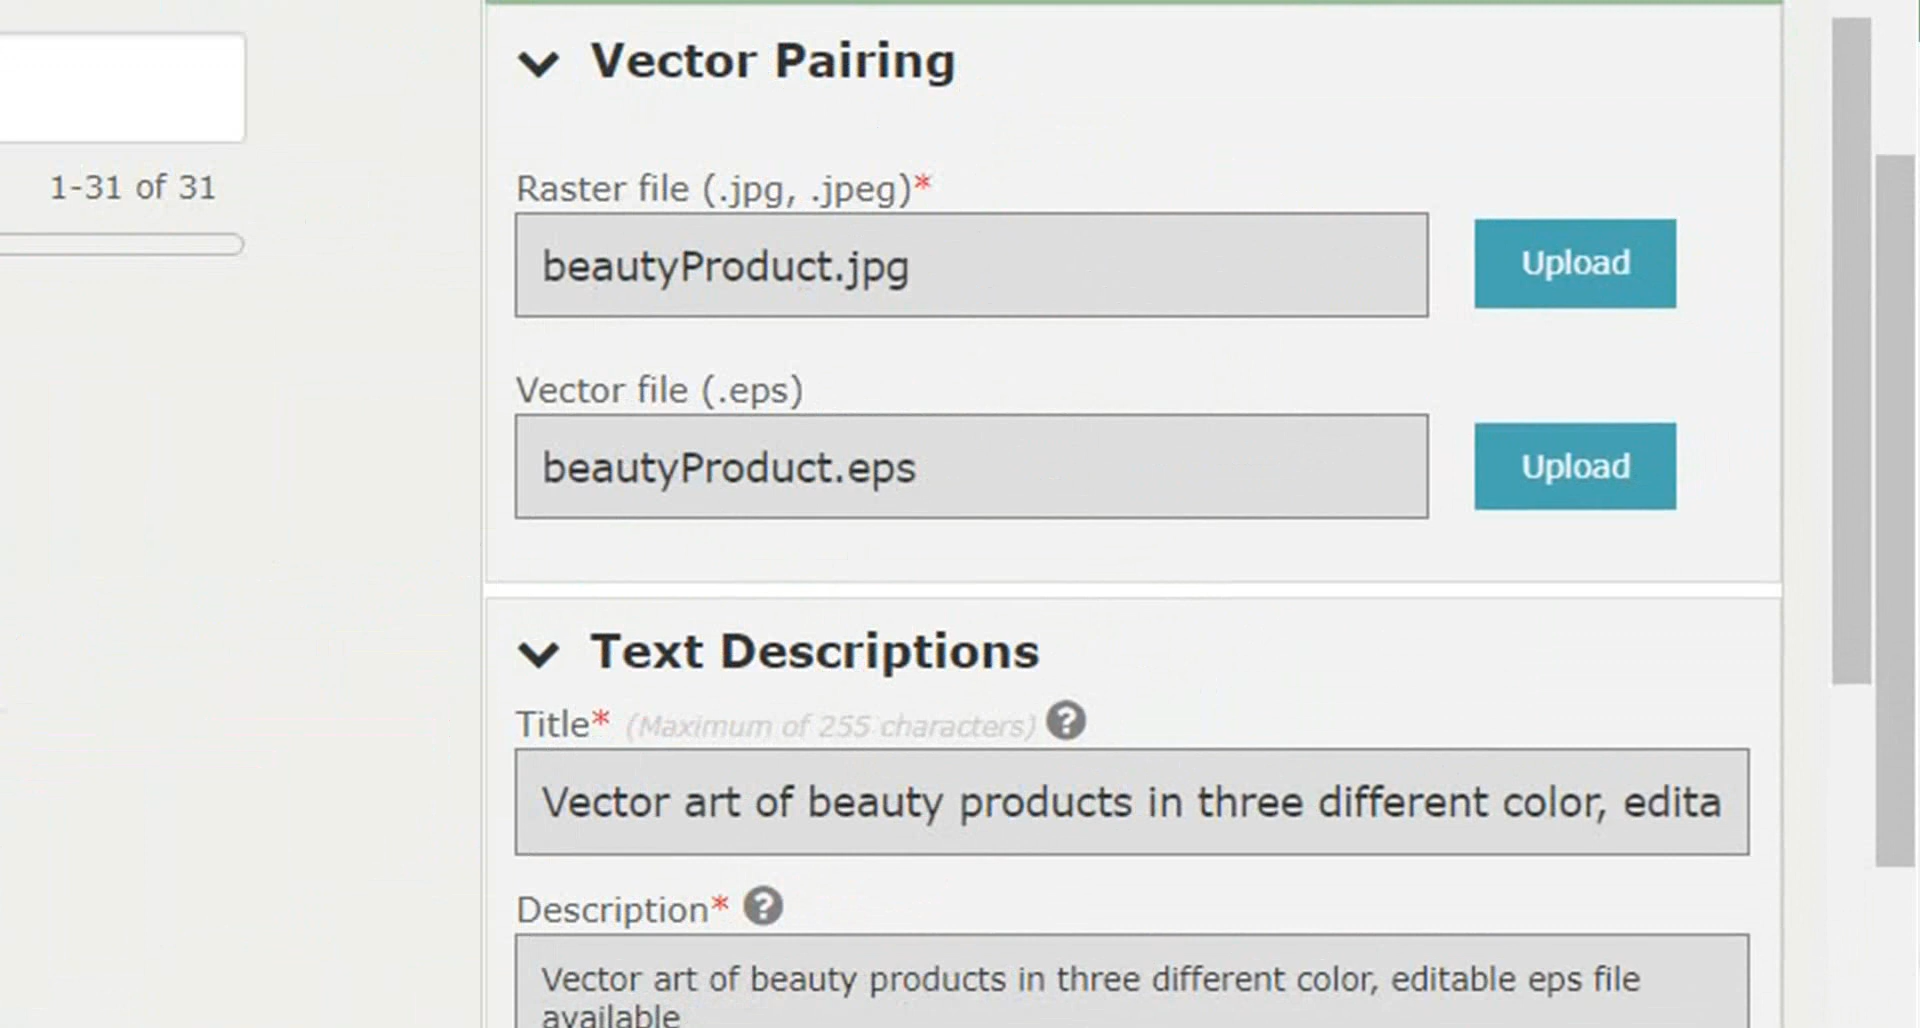 Vector Pairing
1-31 of 31
Raster file (.jpg, .jpeg)*
beautyProduct.jpg
Upload
Vector file (.eps)
beautyProduct.eps
Upload
Text Descriptions
Title* (Maximum of 255 characters) ?
Vector art of beauty products in three different color, edita
Description* ?
Vector art of beauty products in three different color, editable eps file
available